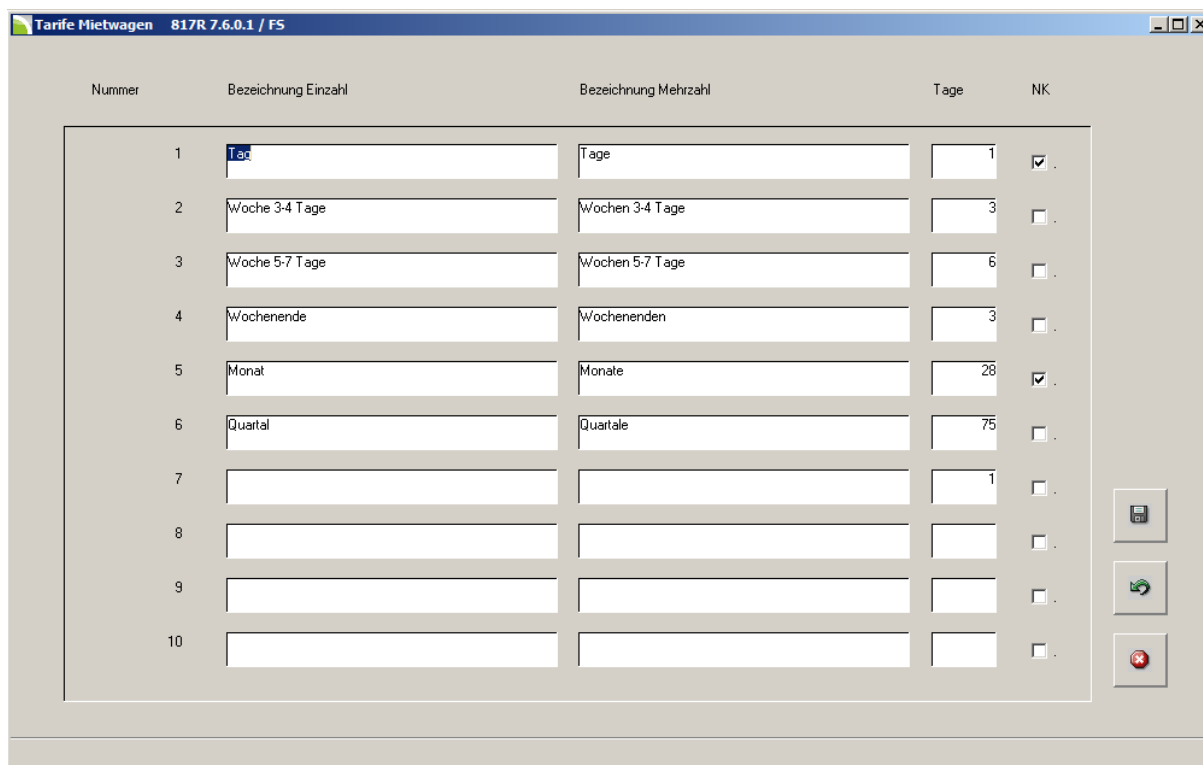 Tarife Mietwagen 817R 7.6.0.1 / FS
Nummer Bezeichnung Einzahl Bezeichnung Mehrzahl Tage NK
1 Tag Tage 1 .
2 Woche 3-4 Tage Wochen 3-4 Tage 3 .
3 Woche 5-7 Tage Wochen 5-7 Tage 6 .
4 Wochenende Wochenenden 3 .
5 Monat Monate 28 .
6 Quartal Quartale 75 .
7 1 .
8 .
9 .
10 .